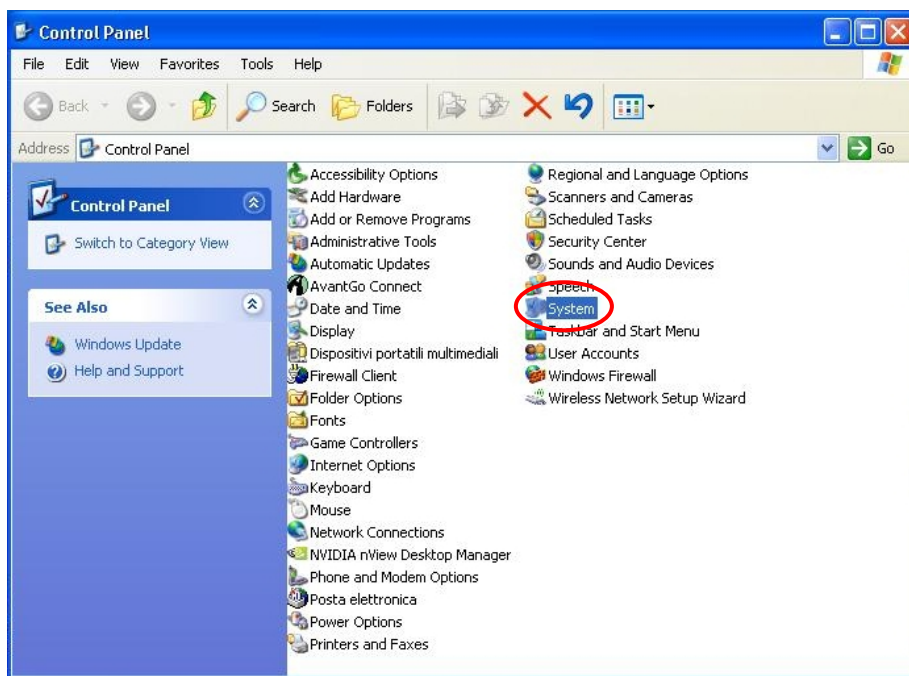 Control Panel
File Edit View Favorites Tools Help
Back Search Folders
Address Control Panel Go
Control Panel
Switch to Category View
See Also
Windows Update
Help and Support
Accessibility Options
Add Hardware
Add or Remove Programs
Administrative Tools
Automatic Updates
AvantGo Connect
Date and Time
Display
Dispositivi portatili multimediali
Firewall Client
Folder Options
Fonts
Game Controllers
Internet Options
Keyboard
Mouse
Network Connections
NVIDIA nView Desktop Manager
Phone and Modem Options
Posta elettronica
Power Options
Printers and Faxes
Regional and Language Options
Scanners and Cameras
Scheduled Tasks
Security Center
Sounds and Audio Devices
Speech
System
Taskbar and Start Menu
User Accounts
Windows Firewall
Wireless Network Setup Wizard